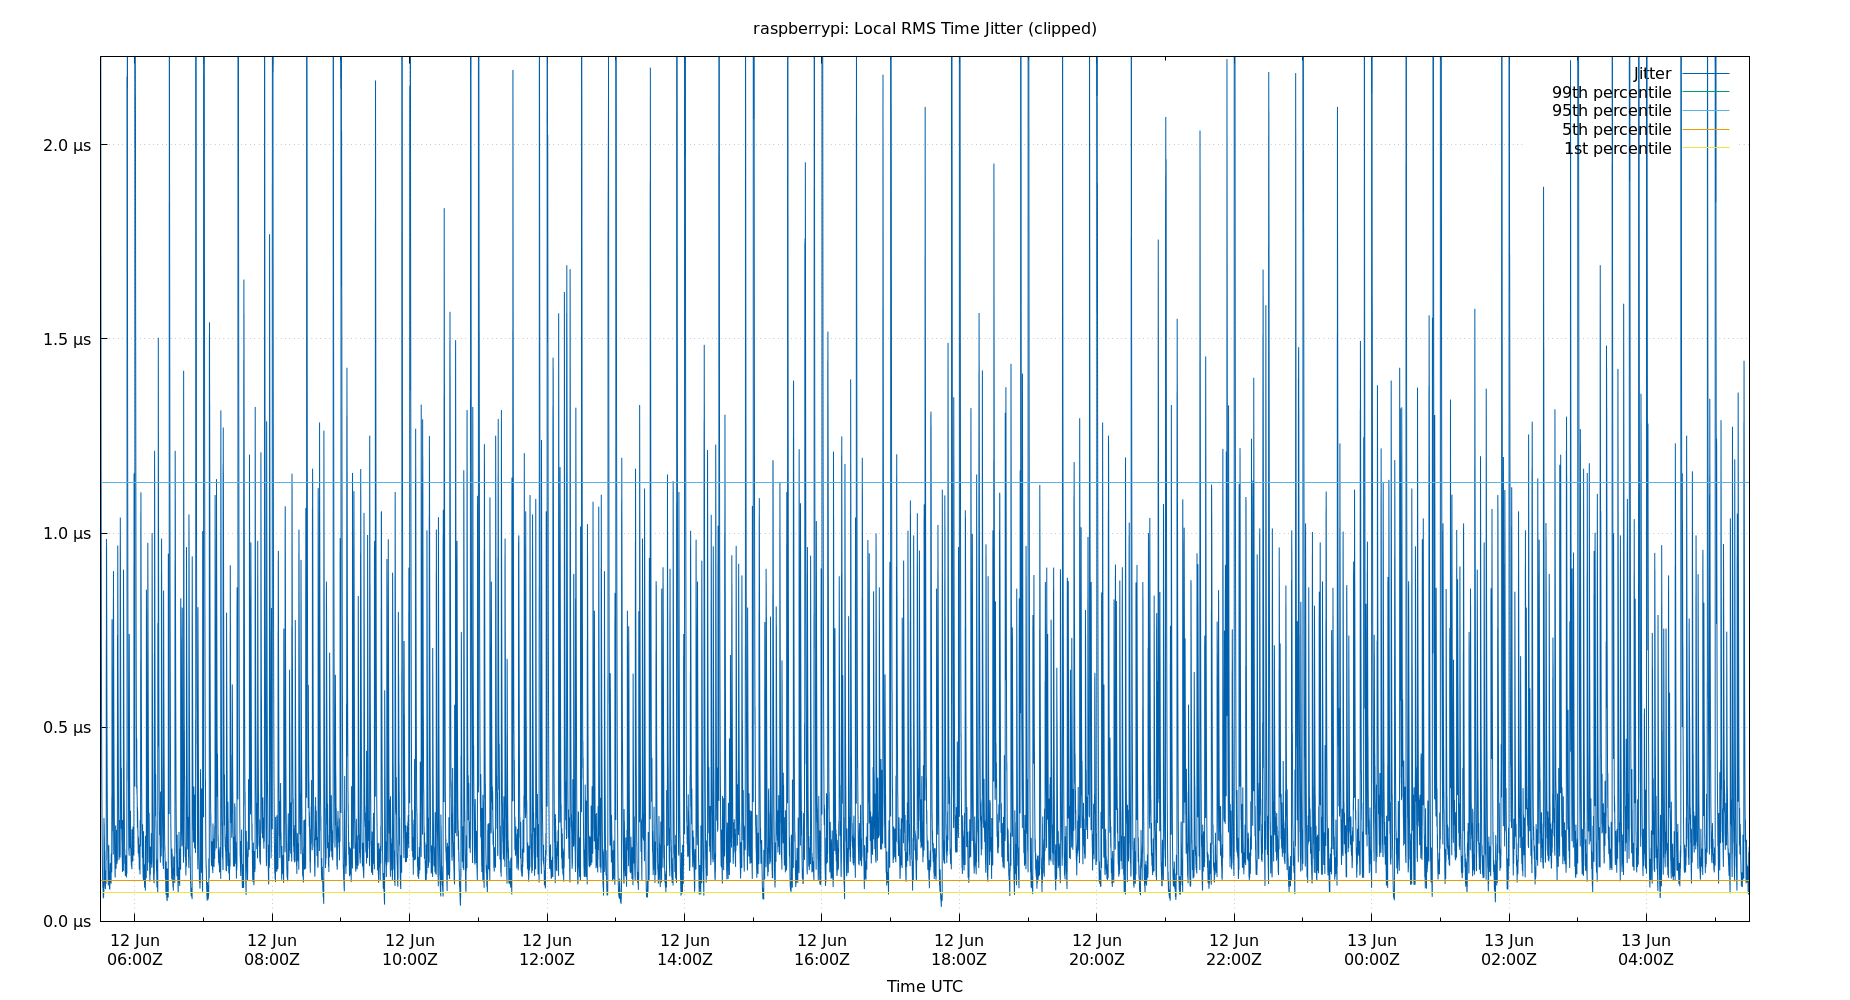 raspberrypi: Local RMS Time Jitter (clipped)
Jitter
99th percentile
95th percentile
5th percentile
1st percentile
2.0 µs
1.5 µs
1.0 µs
0.5 µs
0.0 µs
12 Jun 12 Jun 12 Jun 12 Jun 12 Jun 12 Jun 12 Jun 12 Jun 12 Jun 13 Jun 13 Jun 13 Jun
06:00Z 08:00Z 10:00Z 12:00Z 14:00Z 16:00Z 18:00Z 20:00Z 22:00Z 00:00Z 02:00Z 04:00Z
Time UTC